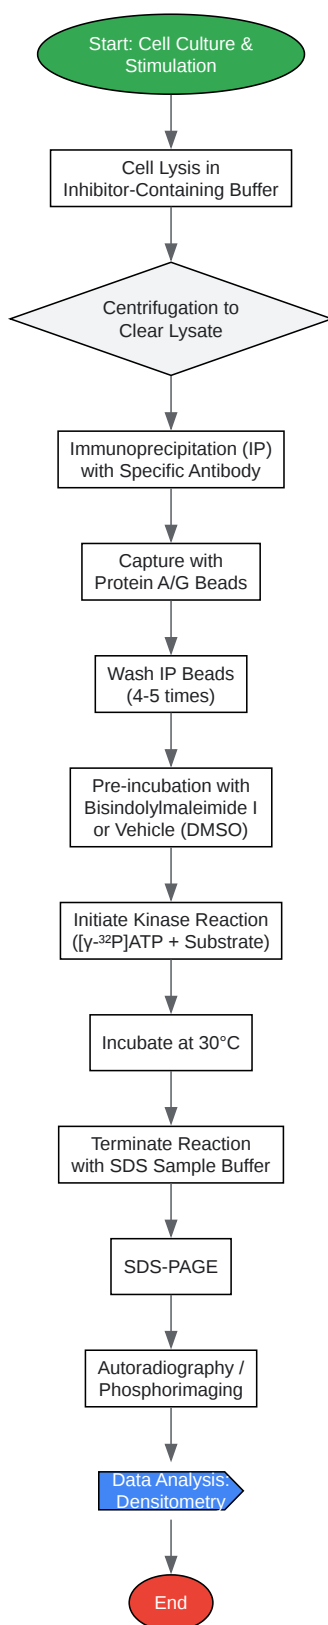 Start: Cell Culture &
Stimulation
Cell Lysis in
Inhibitor-Containing Buffer
Centrifugation to
Clear Lysate
Immunoprecipitation (IP)
with Specific Antibody
Capture with
Protein A/G Beads
Wash IP Beads
(4-5 times)
Pre-incubation with
Bisindolylmaleimide I
or Vehicle (DMSO)
Initiate Kinase Reaction
([γ-³²P]ATP + Substrate)
Incubate at 30°C
Terminate Reaction
with SDS Sample Buffer
SDS-PAGE
Autoradiography /
Phosphorimaging
Data Analysis:
Densitometry
End